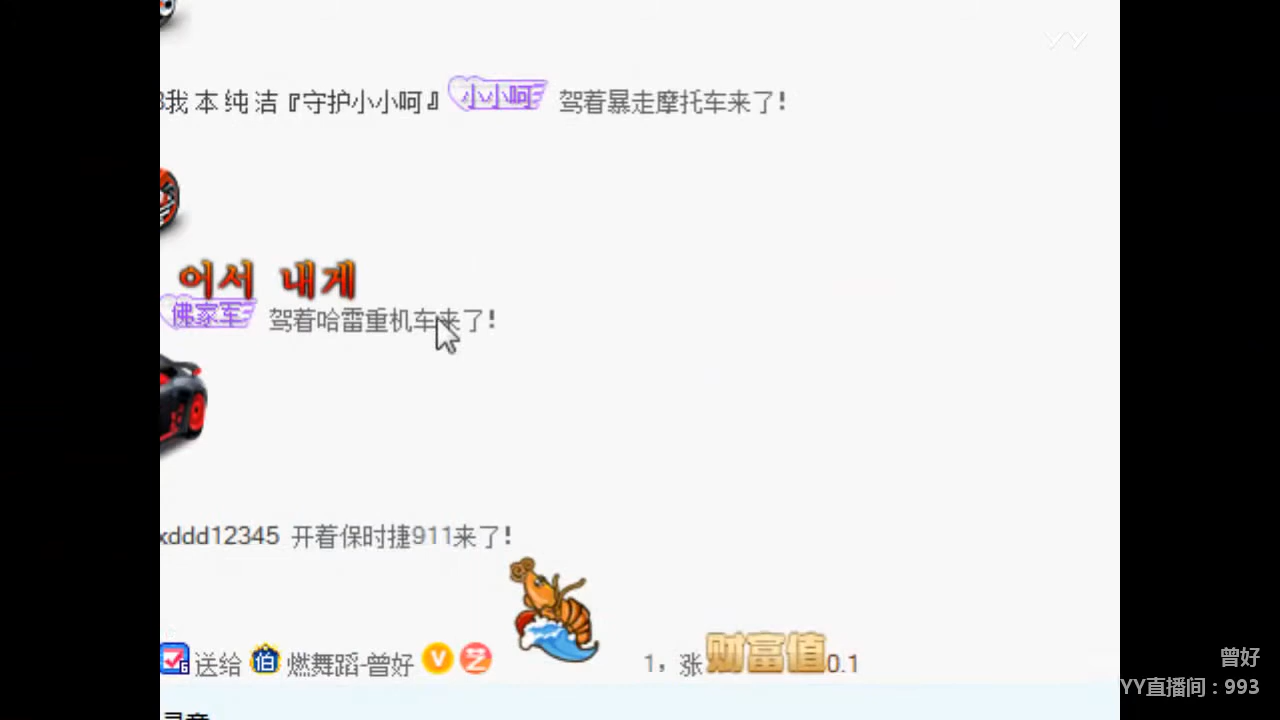 YY
我 本 纯 洁『守护小小呵』 小小呵 驾着暴走摩托车来了!
어서 내게
佛家军 驾着哈雷重机车来了!
xddd12345 开着保时捷911来了!
送给 伯 燃舞蹈-曾好 V 艺 1，涨财富值0.1
曾好
YY直播间：993